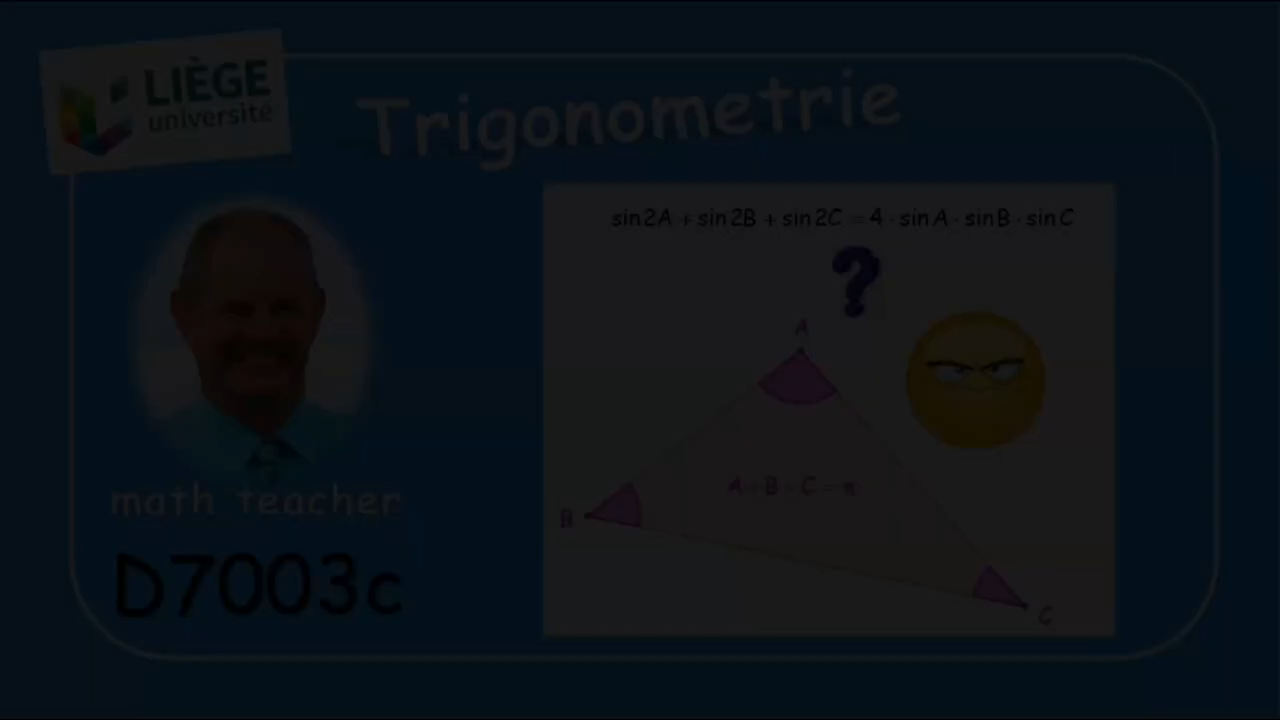 LIÈGE
université
Trigonometrie
sin2A + sin2B + sin2C = 4 · sinA · sinB · sinC
?
A
A + B + C = π
B
C
math teacher
D7003c